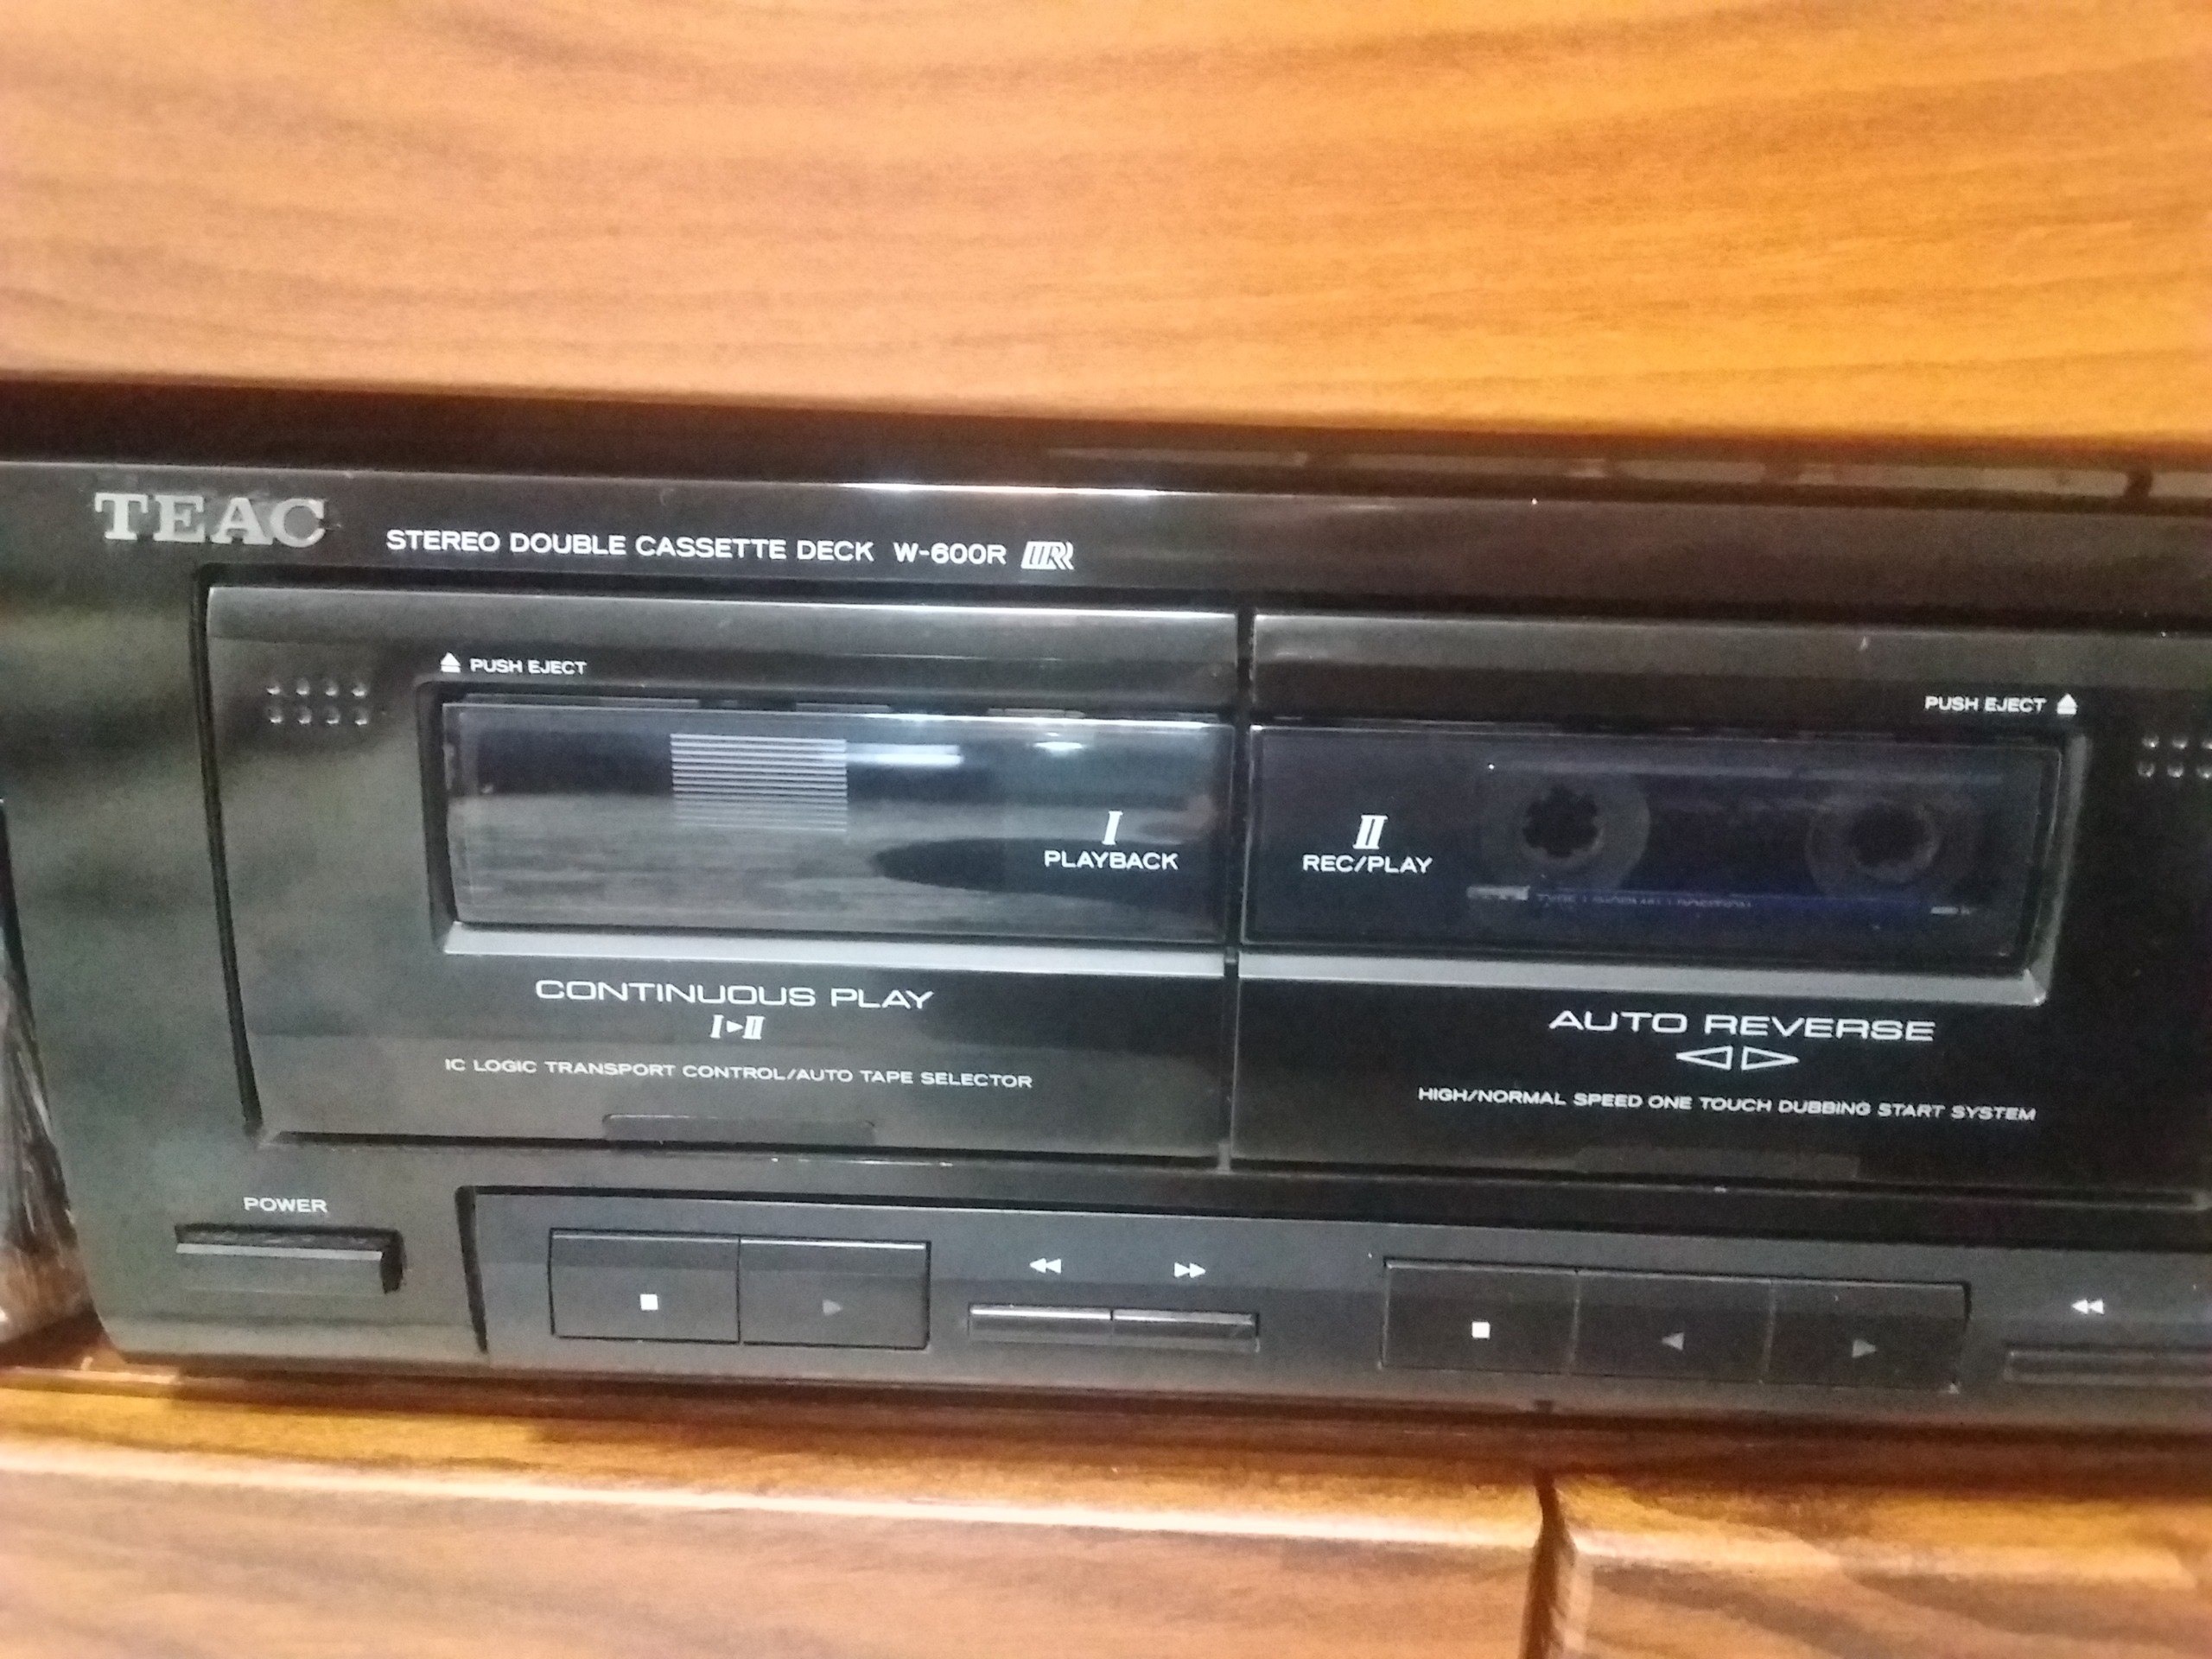 TEAC
STEREO DOUBLE CASSETTE DECK W-600R
PUSH EJECT
PUSH EJECT
I
PLAYBACK
II
REC/PLAY
CONTINUOUS PLAY
I▶II
IC LOGIC TRANSPORT CONTROL/AUTO TAPE SELECTOR
AUTO REVERSE
HIGH/NORMAL SPEED ONE TOUCH DUBBING START SYSTEM
POWER